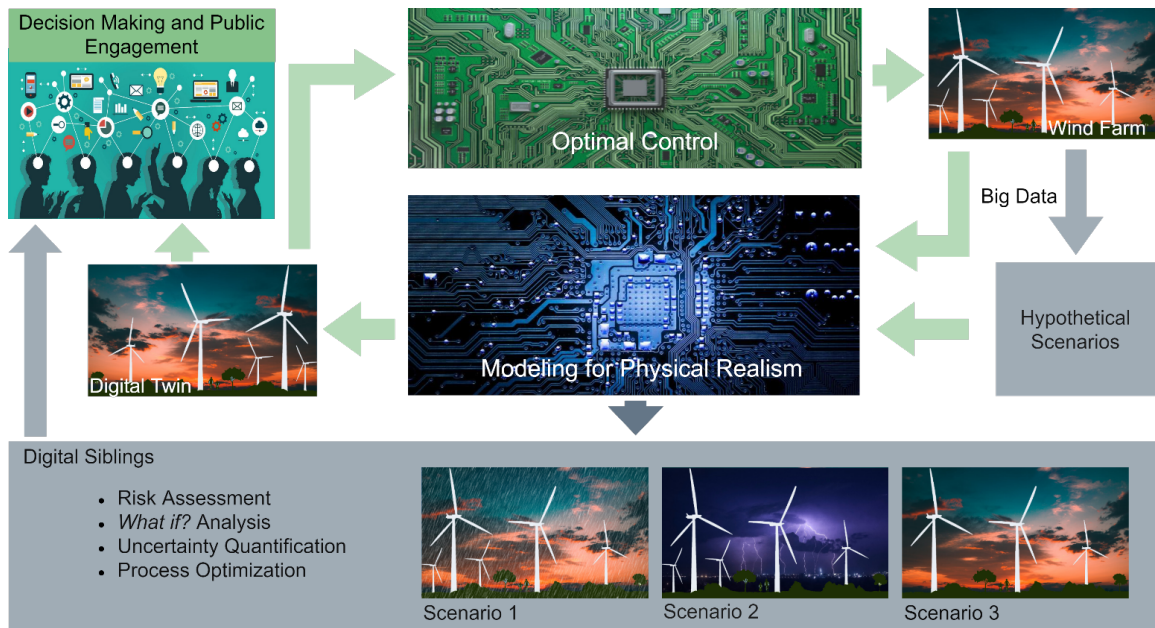 Decision Making and Public
Engagement
Optimal Control
Wind Farm
Big Data
Hypothetical
Scenarios
Modeling for Physical Realism
Digital Twin
Digital Siblings
• Risk Assessment
• What if? Analysis
• Uncertainty Quantification
• Process Optimization
Scenario 1
Scenario 2
Scenario 3